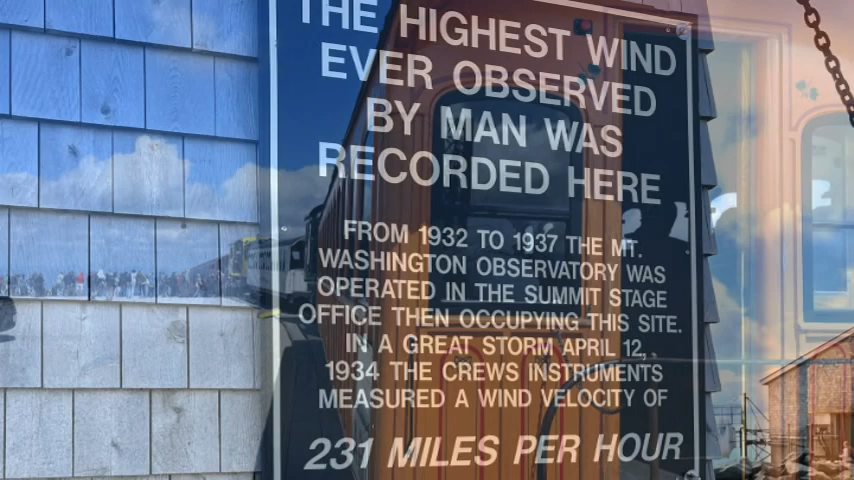 THE HIGHEST WIND
EVER OBSERVED
BY MAN WAS
RECORDED HERE
FROM 1932 TO 1937 THE MT.
WASHINGTON OBSERVATORY WAS
OPERATED IN THE SUMMIT STAGE
OFFICE THEN OCCUPYING THIS SITE.
IN A GREAT STORM APRIL 12,
1934 THE CREWS INSTRUMENTS
MEASURED A WIND VELOCITY OF
231 MILES PER HOUR